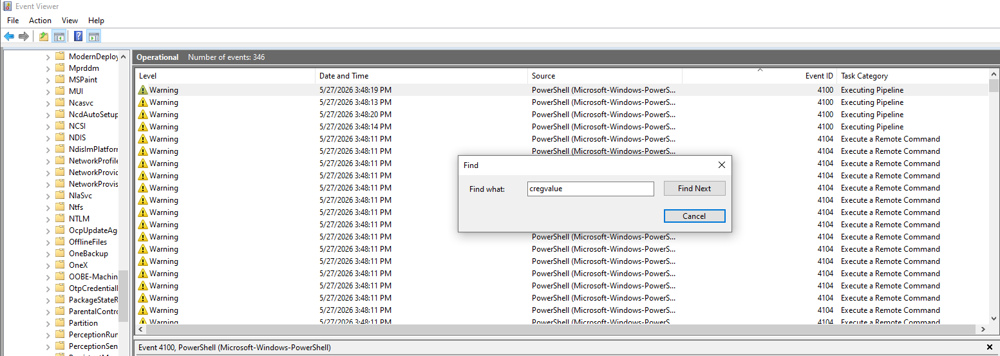 Event Viewer
File Action View Help
ModernDeploy
Mprddm
MSPaint
MUI
Ncasvc
NcdAutoSetup
NCSI
NDIS
NdisImPlatform
NetworkProfile
NetworkProvic
NetworkProvis
NlaSvc
Ntfs
NTLM
OcpUpdateAg
OfflineFiles
OneBackup
OneX
OOBE-Machin
OtpCredentiall
PackageStateR
ParentalContro
Partition
PerceptionRun
PerceptionSen
Operational Number of events: 346
Level Date and Time Source Event ID Task Category
Warning 5/27/2026 3:48:19 PM PowerShell (Microsoft-Windows-PowerS... 4100 Executing Pipeline
Warning 5/27/2026 3:48:13 PM PowerShell (Microsoft-Windows-PowerS... 4100 Executing Pipeline
Warning 5/27/2026 3:48:20 PM PowerShell (Microsoft-Windows-PowerS... 4100 Executing Pipeline
Warning 5/27/2026 3:48:14 PM PowerShell (Microsoft-Windows-PowerS... 4100 Executing Pipeline
Warning 5/27/2026 3:48:11 PM PowerShell (Microsoft-Windows-PowerS... 4104 Execute a Remote Command
Warning 5/27/2026 3:48:11 PM PowerShell (Microsoft-Windows-PowerS... 4104 Execute a Remote Command
Warning 5/27/2026 3:48:11 PM 4104 Execute a Remote Command
Warning 5/27/2026 3:48:11 PM 4104 Execute a Remote Command
Warning 5/27/2026 3:48:11 PM 4104 Execute a Remote Command
Warning 5/27/2026 3:48:11 PM 4104 Execute a Remote Command
Warning 5/27/2026 3:48:11 PM 4104 Execute a Remote Command
Warning 5/27/2026 3:48:11 PM 4104 Execute a Remote Command
Warning 5/27/2026 3:48:11 PM PowerShell (Microsoft-Windows-PowerS... 4104 Execute a Remote Command
Warning 5/27/2026 3:48:11 PM PowerShell (Microsoft-Windows-PowerS... 4104 Execute a Remote Command
Warning 5/27/2026 3:48:11 PM PowerShell (Microsoft-Windows-PowerS... 4104 Execute a Remote Command
Warning 5/27/2026 3:48:11 PM PowerShell (Microsoft-Windows-PowerS... 4104 Execute a Remote Command
Warning 5/27/2026 3:48:11 PM PowerShell (Microsoft-Windows-PowerS... 4104 Execute a Remote Command
Warning 5/27/2026 3:48:11 PM PowerShell (Microsoft-Windows-PowerS... 4104 Execute a Remote Command
Warning 5/27/2026 3:48:11 PM PowerShell (Microsoft-Windows-PowerS... 4104 Execute a Remote Command
Warning 5/27/2026 3:48:11 PM PowerShell (Microsoft-Windows-PowerS 4104 Execute a Remote Command
Find
Find what: cregvalue Find Next
Cancel
Event 4100, PowerShell (Microsoft-Windows-PowerShell)